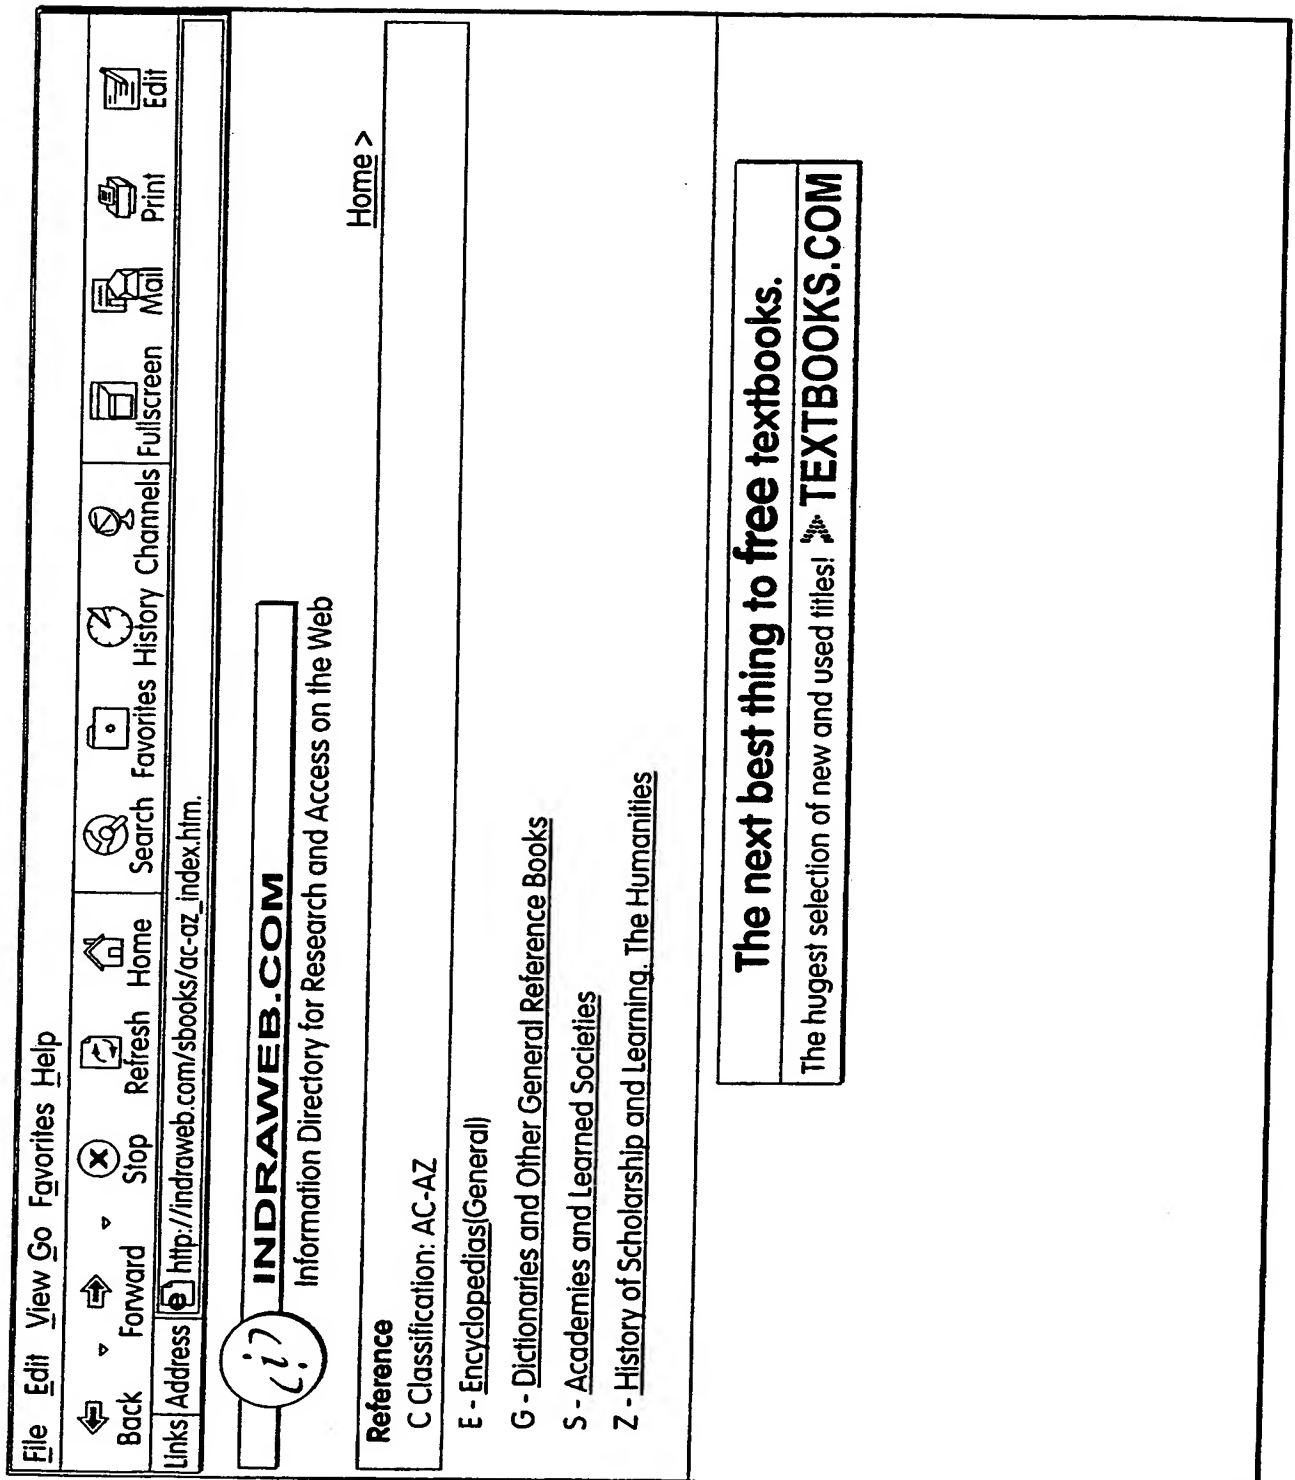 File Edit View Go Favorites Help
Back Forward Stop Refresh Home Search Favorites History Channels Fullscreen Mail Print Edit
Links Address http://indraweb.com/sbooks/ac-az_index.htm.
¿i? INDRAWEB.COM
Information Directory for Research and Access on the Web
Home >
Reference
C Classification: AC-AZ
E - Encyclopedias(General)
G - Dictionaries and Other General Reference Books
S - Academies and Learned Societies
Z - History of Scholarship and Learning. The Humanities
The next best thing to free textbooks.
The hugest selection of new and used titles! TEXTBOOKS.COM